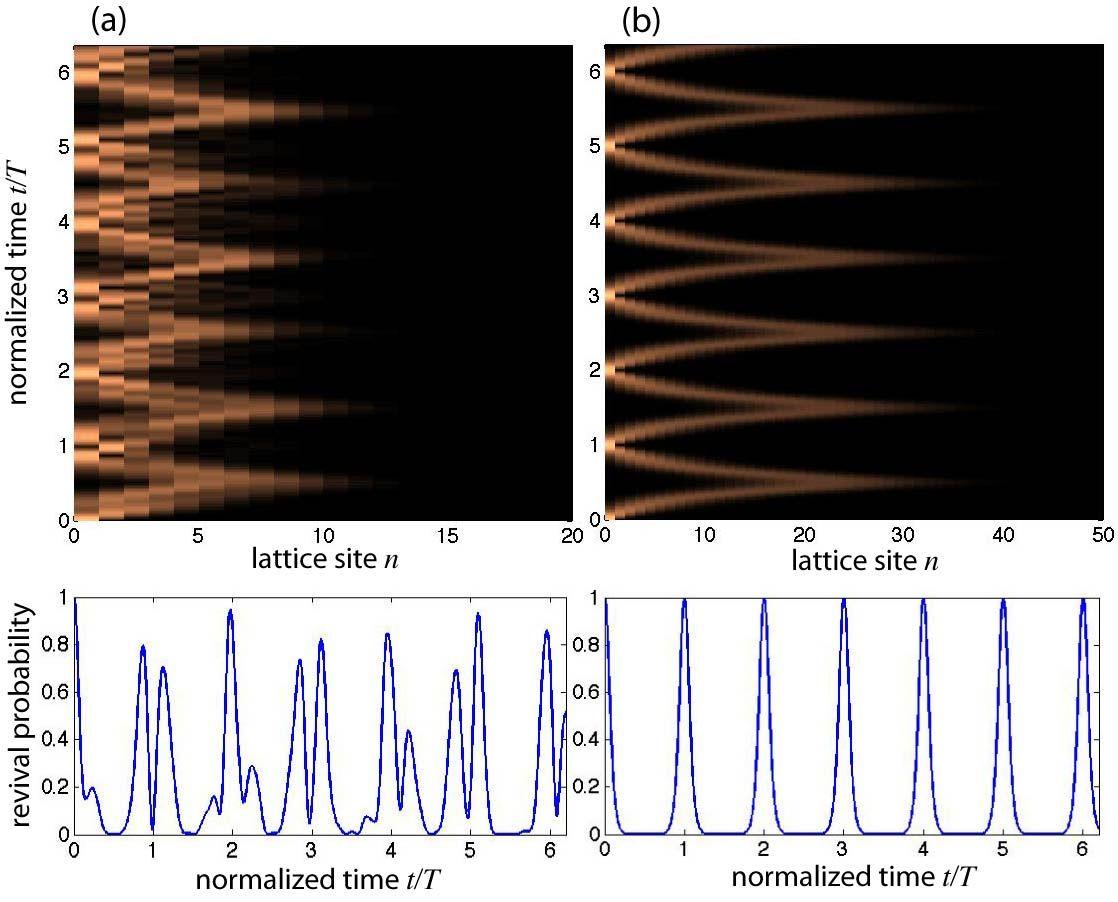 (a)
normalized time t/T
6
5
4
3
2
1
0
0 5 10 15 20
lattice site n
(b)
6
5
4
3
2
1
0
0 10 20 30 40 50
lattice site n
revival probability
1
0.8
0.6
0.4
0.2
0
0 1 2 3 4 5 6
normalized time t/T
1
0.8
0.6
0.4
0.2
0
0 1 2 3 4 5 6
normalized time t/T